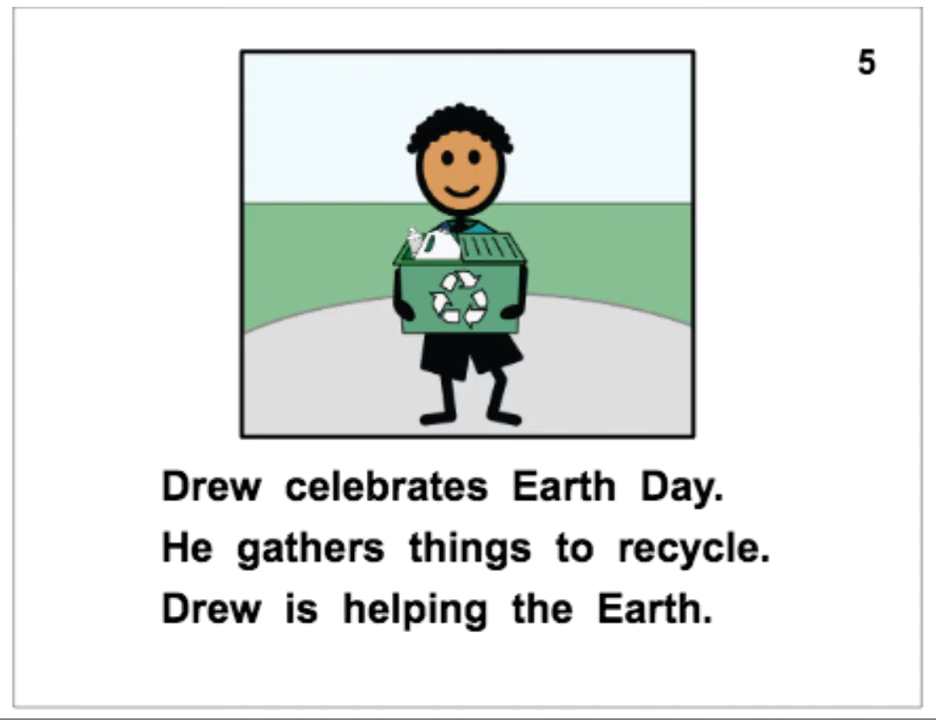 5
Drew celebrates Earth Day.
He gathers things to recycle.
Drew is helping the Earth.